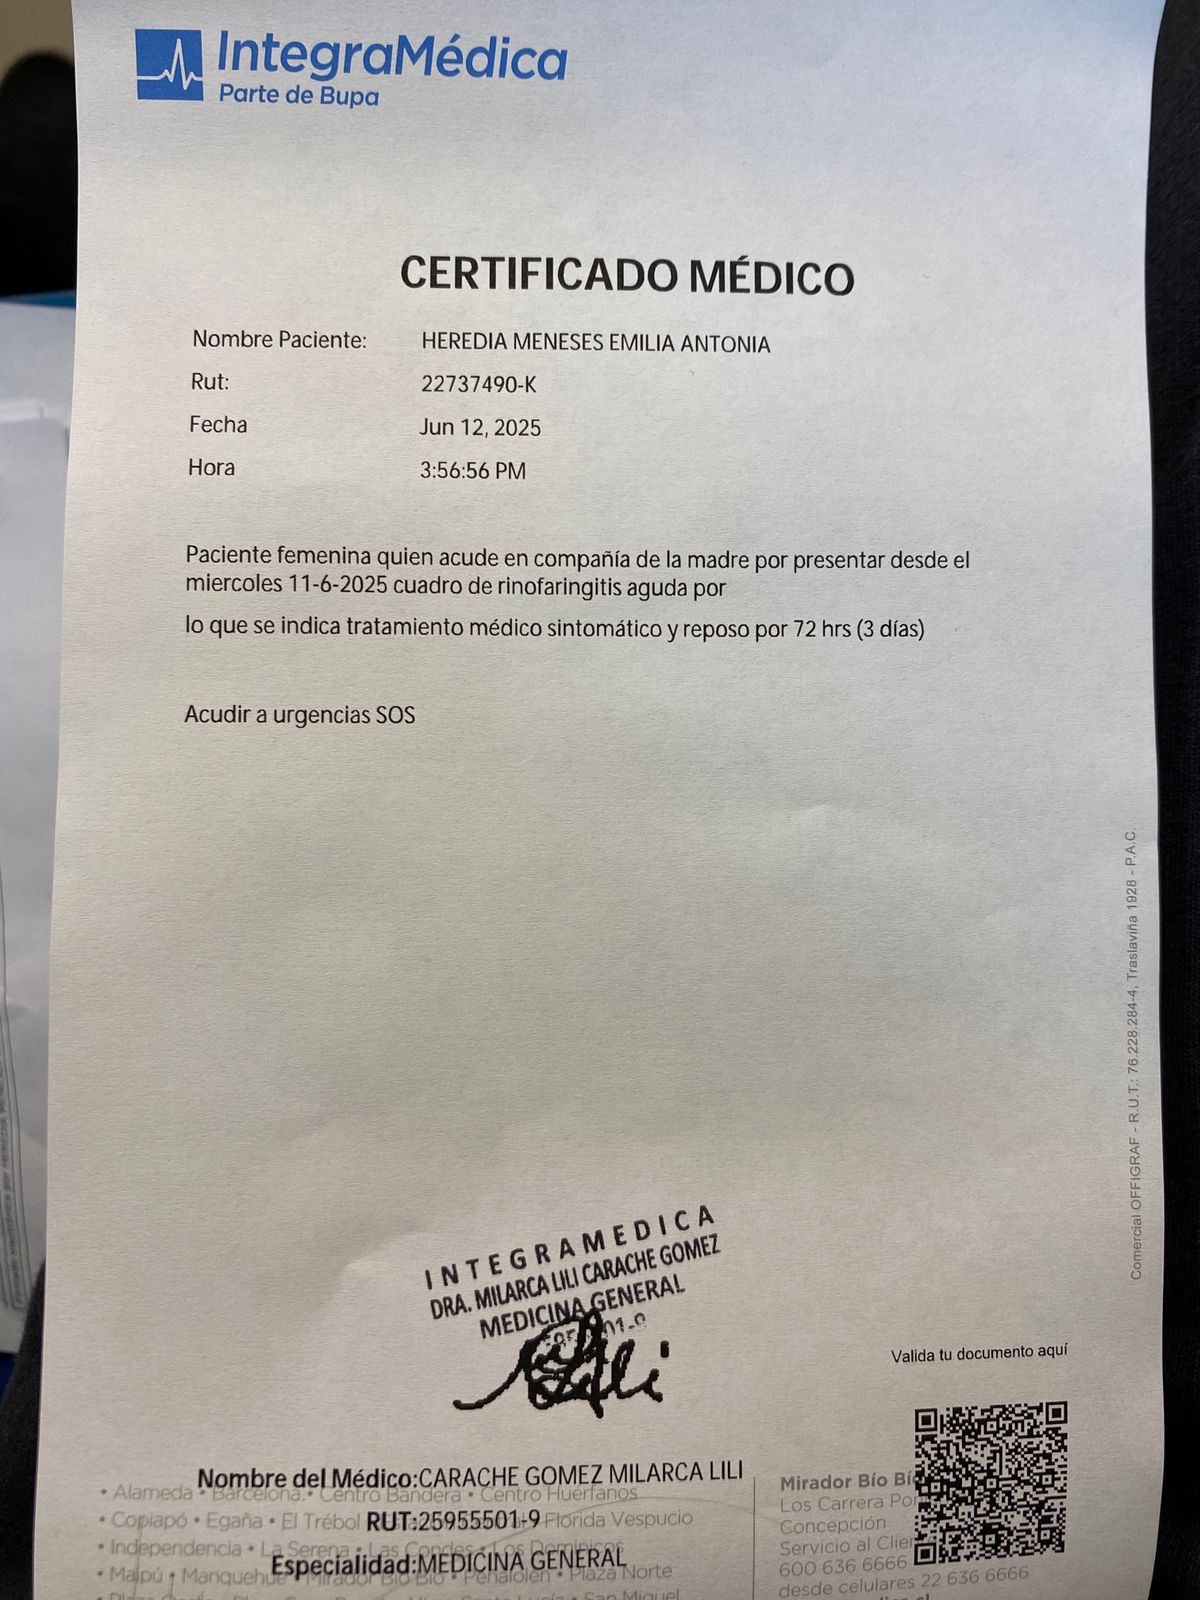 IntegraMédica
Parte de Bupa
CERTIFICADO MÉDICO
Nombre Paciente: HEREDIA MENESES EMILIA ANTONIA
Rut: 22737490-K
Fecha Jun 12, 2025
Hora 3:56:56 PM
Paciente femenina quien acude en compañía de la madre por presentar desde el
miercoles 11-6-2025 cuadro de rinofaringitis aguda por
lo que se indica tratamiento médico sintomático y reposo por 72 hrs (3 días)
Acudir a urgencias SOS
Comercial OFFIGRAF - R.U.T.: 76.228.284-4, Traslaviña 1928 - P.A.C.
INTEGRAMEDICA
DRA. MILARCA LILI CARACHE GOMEZ
MEDICINA GENERAL
Valida tu documento aquí
Nombre del Médico:CARACHE GOMEZ MILARCA LILI
• Alameda • Barcelona • Centro Bandera • Centro Huérfanos
RUT:25955501-9
• Copiapó • Egaña • El Trébol Florida Vespucio
• Independencia • La Serena • Las Condes • Los Dominicos
Especialidad:MEDICINA GENERAL
• Maipú • Manquehue • Mirador Bío Bío • Peñalolén • Plaza Norte
San Miguel
Mirador Bío
Los Carrera
Concepción
Servicio al
600 636 6666
desde celulares 22 636 6666